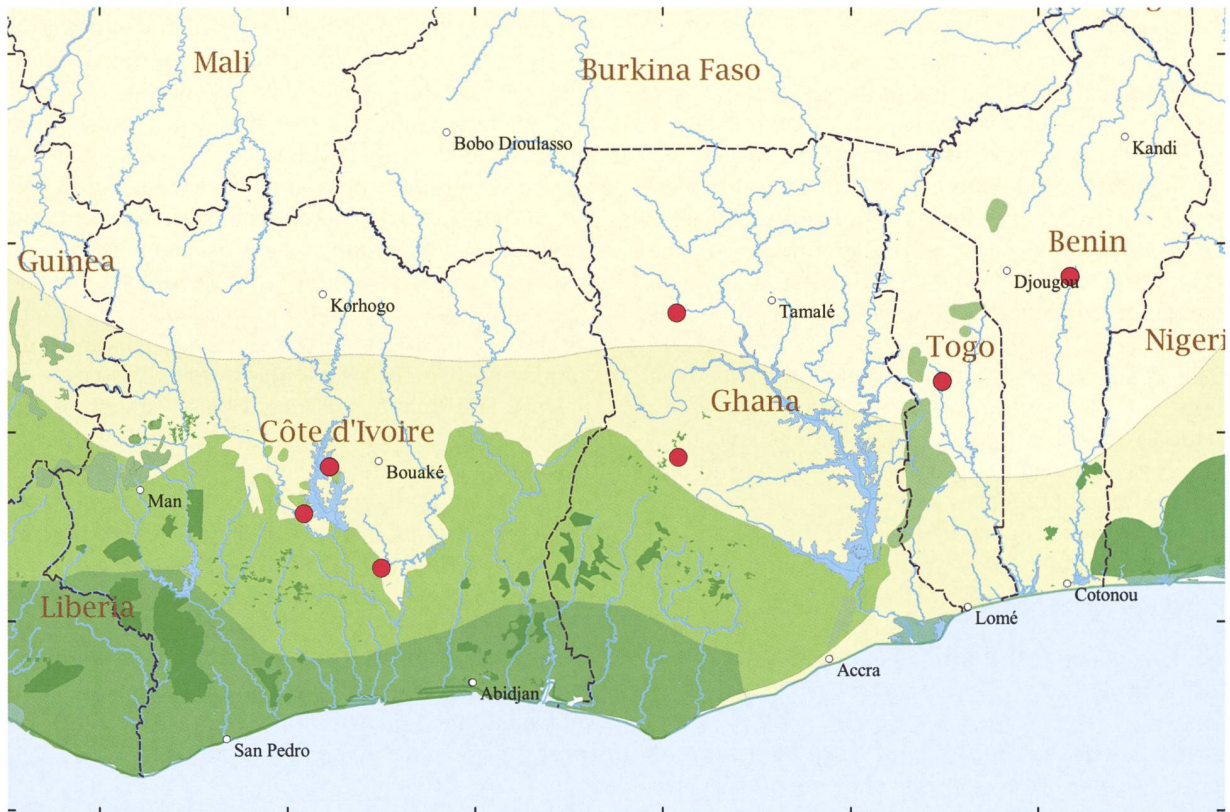 Mali
Burkina Faso
Bobo Dioulasso
Kandi
Guinea
Benin
Djougou
Korhogo
Tamalé
Togo
Nigeri
Ghana
Côte d'Ivoire
Bouaké
Man
Liberia
Cotonou
Lomé
Accra
Abidjan
San Pedro